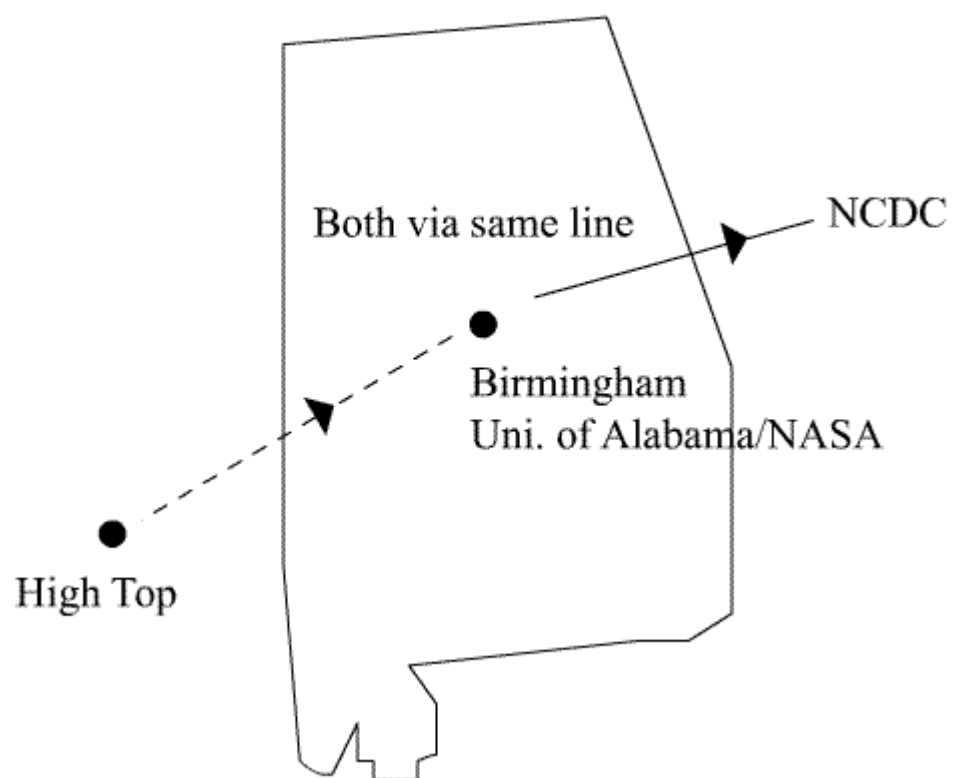 NCDC
Both via same line
Birmingham
Uni. of Alabama/NASA
High Top